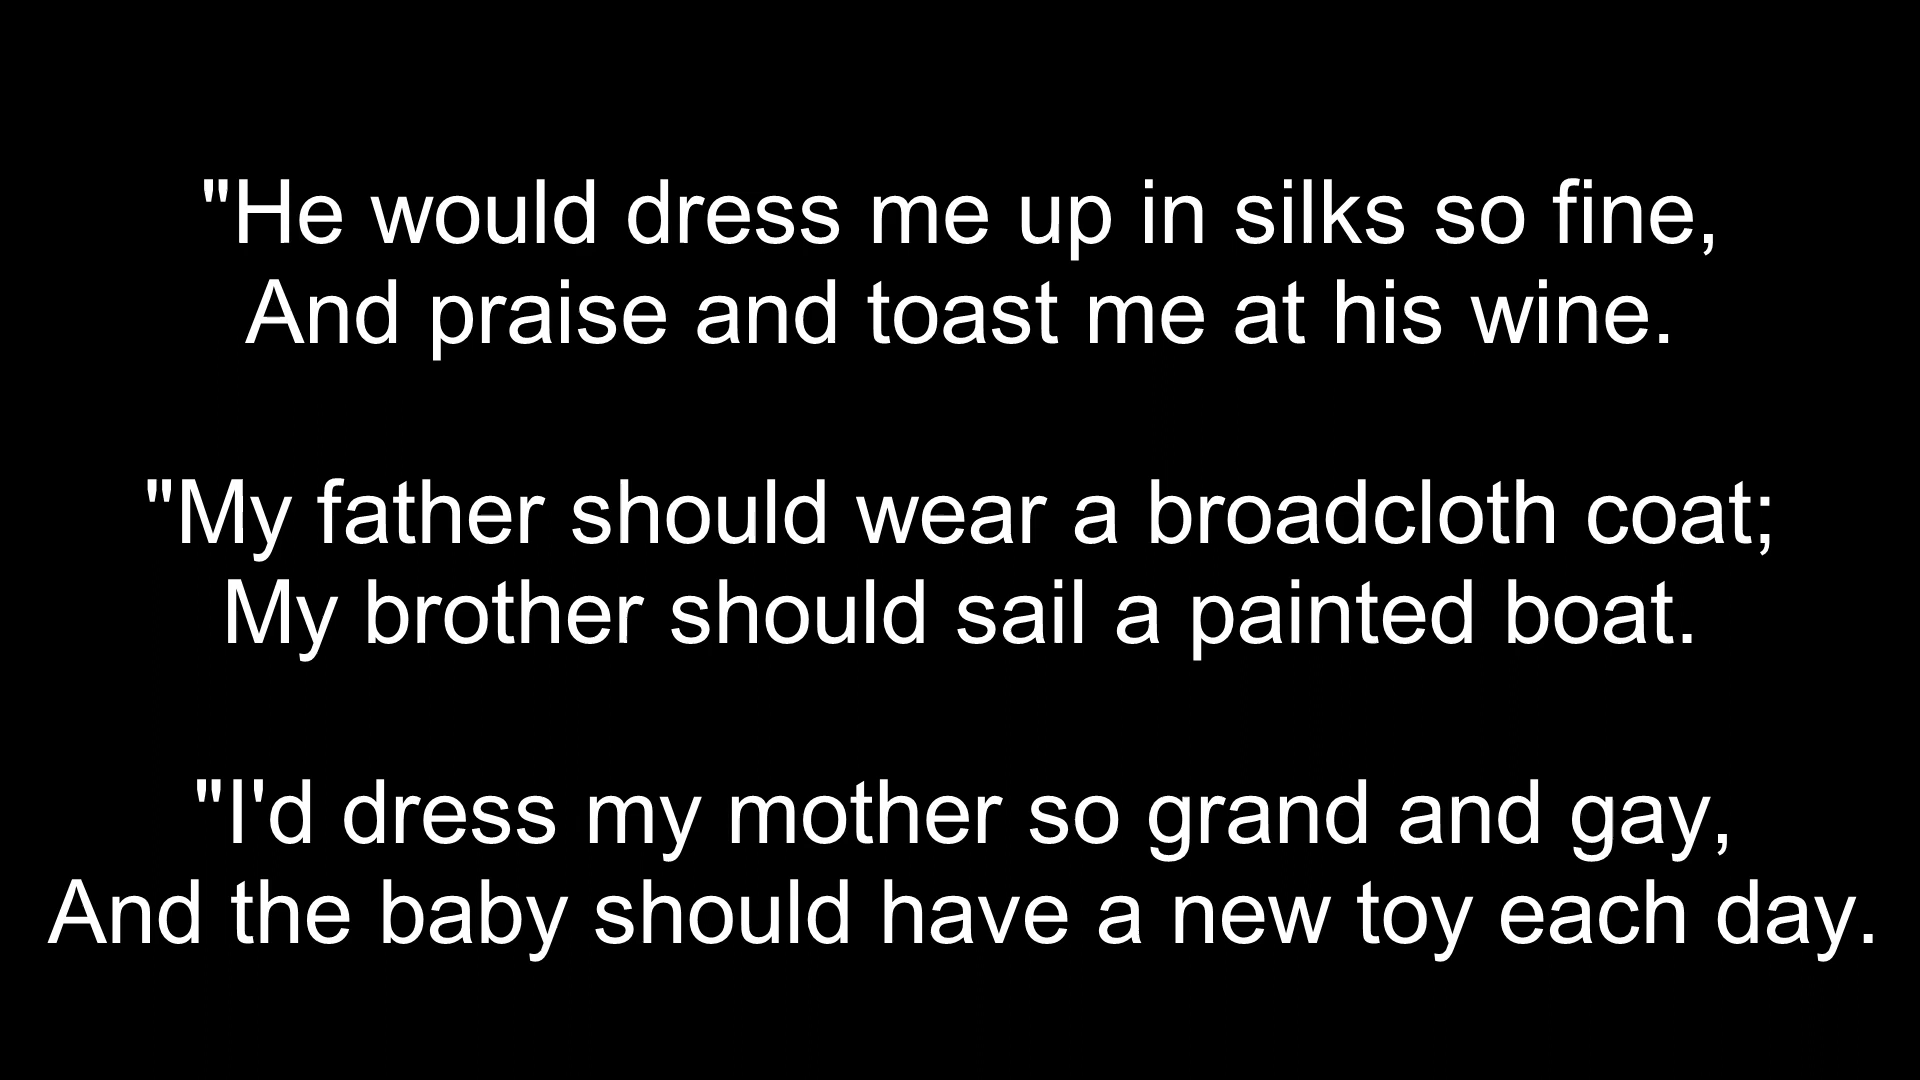 "He would dress me up in silks so fine,
And praise and toast me at his wine.
"My father should wear a broadcloth coat;
My brother should sail a painted boat.
"I'd dress my mother so grand and gay,
And the baby should have a new toy each day.